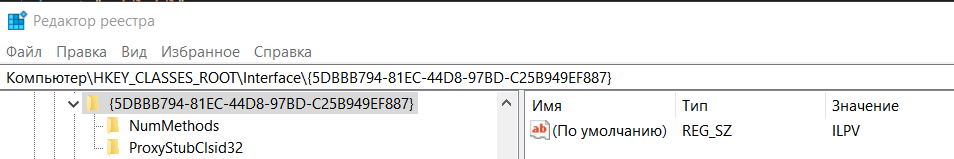 Редактор реестра
Файл Правка Вид Избранное Справка
Компьютер\HKEY_CLASSES_ROOT\Interface\{5DBBB794-81EC-44D8-97BD-C25B949EF887}
{5DBBB794-81EC-44D8-97BD-C25B949EF887}
NumMethods
ProxyStubClsid32
Имя Тип Значение
ab (По умолчанию) REG_SZ ILPV